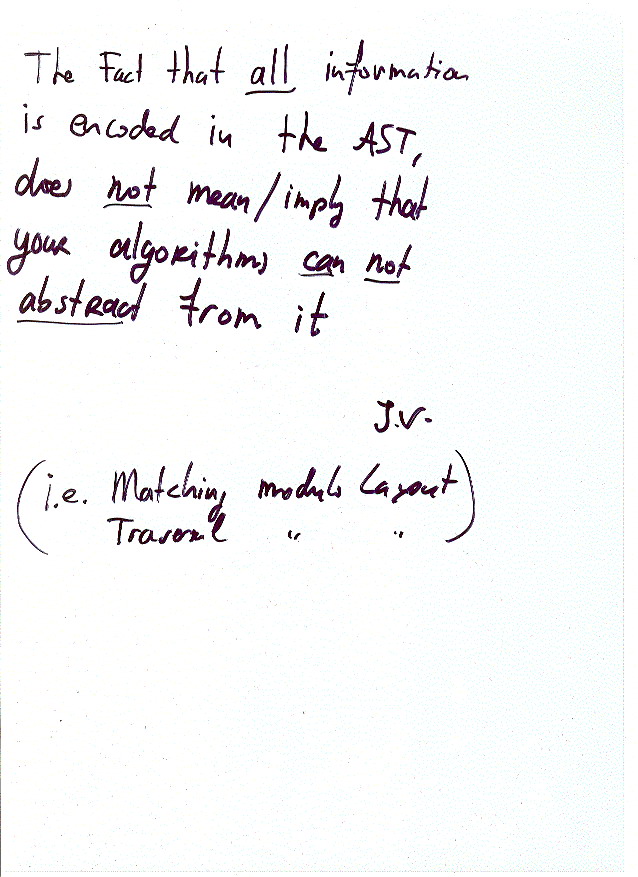 The Fact that all information
is encoded in the AST,
does not mean/imply that
your algorithms can not
abstract from it
J.V.
(i.e. Matching modulo Layout
Traversal " " )